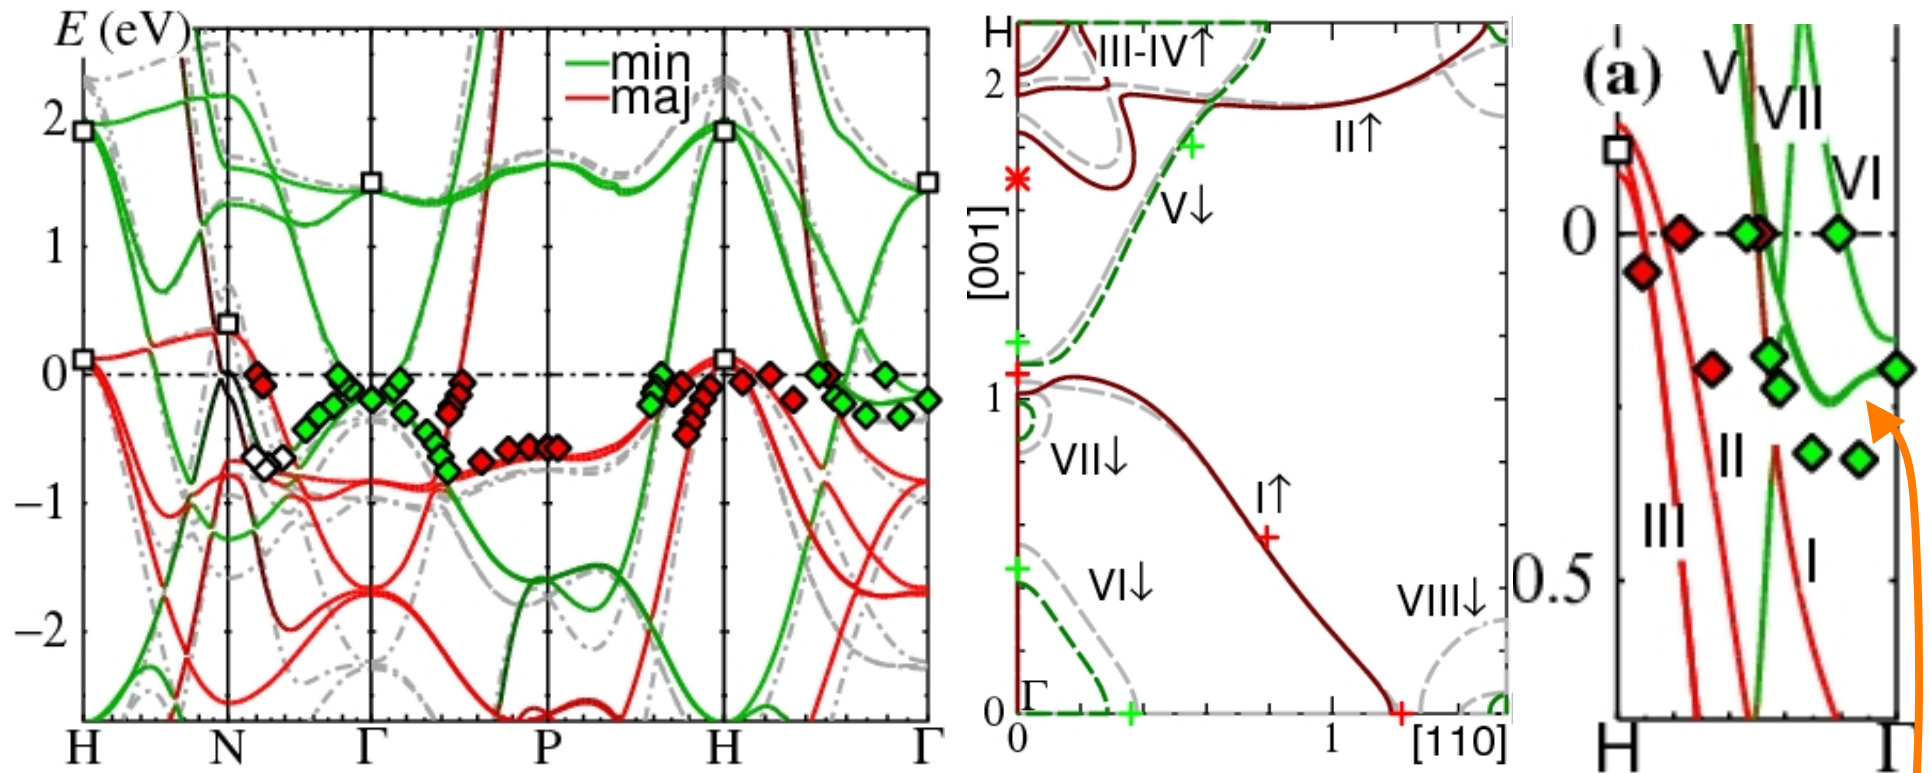 E (eV)
min
maj
2
1
0
−1
−2
H N Γ P H Γ
H
2
1
0
[001]
III-IV↑
II↑
V↓
VII↓
I↑
VI↓
VIII↓
Γ
0 1 [110]
(a)
V
VII
VI
0
II
III
I
0.5
H Γ